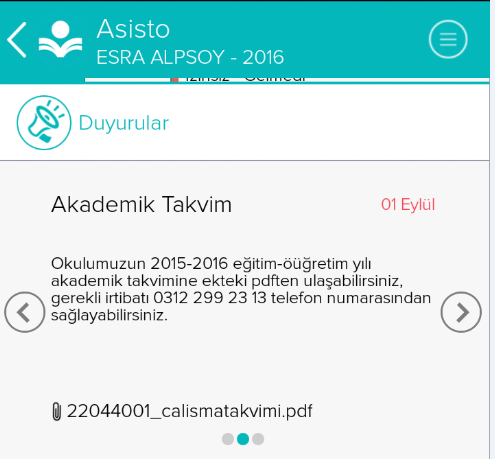 Asisto
ESRA ALPSOY - 2016
Duyurular
Akademik Takvim
01 Eylül
Okulumuzun 2015-2016 eğitim-öüğretim yılı
akademik takvimine ekteki pdften ulaşabilirsiniz,
gerekli irtibatı 0312 299 23 13 telefon numarasından
sağlayabilirsiniz.
22044001_calismatakvimi.pdf